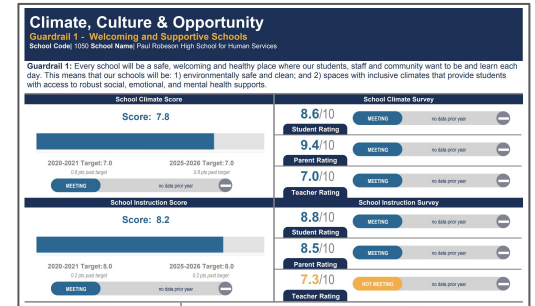 Climate, Culture & Opportunity
Guardrail 1 - Welcoming and Supportive Schools
School Code| 1050 School Name| Paul Robeson High School for Human Services
Guardrail 1: Every school will be a safe, welcoming and healthy place where our students, staff and community want to be and learn each
day. This means that our schools will be: 1) environmentally safe and clean; and 2) spaces with inclusive climates that provide students
with access to robust social, emotional, and mental health supports.
School Climate Score
Score: 7.8
2020-2021 Target: 7.0 2025-2026 Target: 7.0
0.8 pts past target 0.8 pts past target
MEETING no data prior year
School Climate Survey
8.6/10 MEETING no data prior year
Student Rating
9.4/10 MEETING no data prior year
Parent Rating
7.0/10 MEETING no data prior year
Teacher Rating
School Instruction Score
Score: 8.2
2020-2021 Target: 8.0 2025-2026 Target: 8.0
0.2 pts past target 0.2 pts past target
MEETING no data prior year
School Instruction Survey
8.8/10 MEETING no data prior year
Student Rating
8.5/10 MEETING no data prior year
Parent Rating
7.3/10 NOT MEETING no data prior year
Teacher Rating